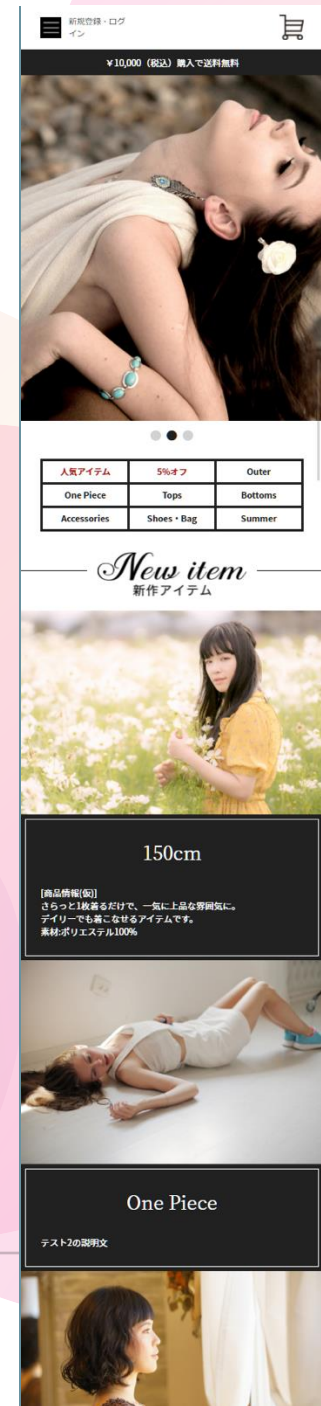 新規登録・ログ
イン
￥10,000（税込）購入で送料無料
人気アイテム
5%オフ
Outer
One Piece
Tops
Bottoms
Accessories
Shoes・Bag
Summer
New item
新作アイテム
150cm
[商品情報(仮)]
さらっと1枚着るだけで、一気に上品な雰囲気に。
デイリーでも着こなせるアイテムです。
素材:ポリエステル100%
One Piece
テスト2の説明文